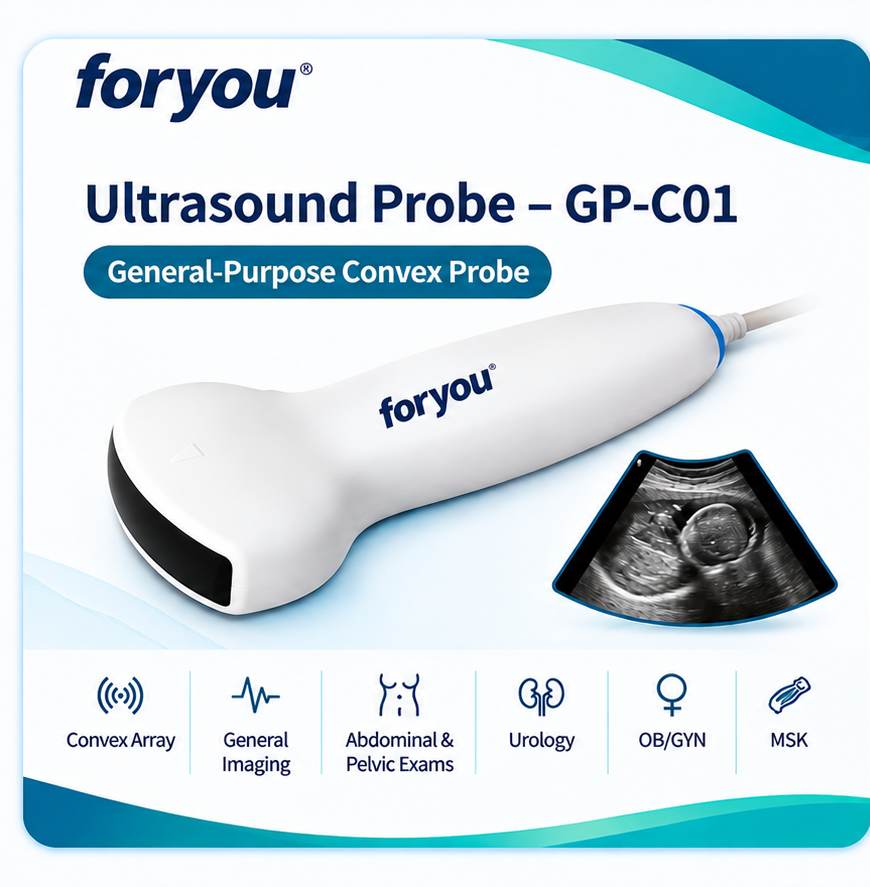 foryou®
Ultrasound Probe – GP-C01
General-Purpose Convex Probe
foryou®
Convex Array
General
Imaging
Abdominal &
Pelvic Exams
Urology
OB/GYN
MSK